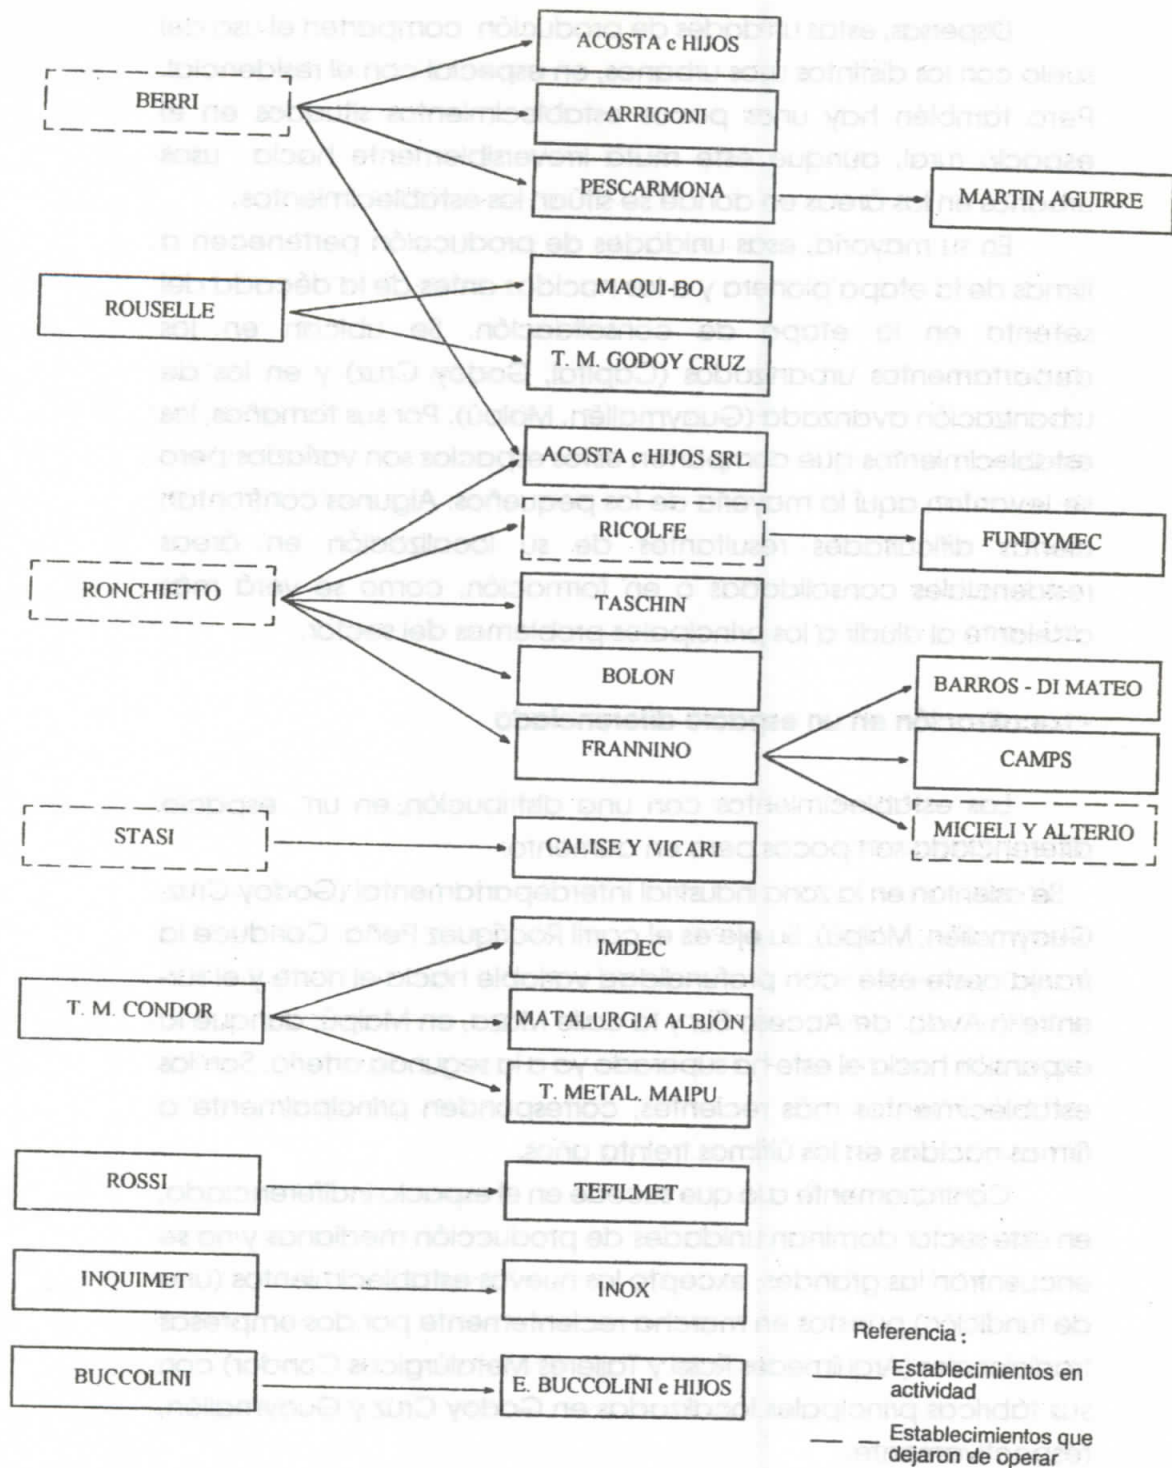 ACOSTA e HIJOS
BERRI
ARRIGONI
PESCARMONA
MARTIN AGUIRRE
MAQUI-BO
ROUSELLE
T. M. GODOY CRUZ
ACOSTA e HIJOS SRL
RICOLFE
FUNDYMEC
RONCHIETTO
TASCHIN
BOLON
BARROS - DI MATEO
FRANNINO
CAMPS
STASI
CALISE Y VICARI
MICIELI Y ALTERIO
IMDEC
T. M. CONDOR
MATALURGIA ALBION
T. METAL. MAIPU
ROSSI
TEFILMET
INQUIMET
INOX
BUCCOLINI
E. BUCCOLINI e HIJOS
Referencia :
Establecimientos en
actividad
Establecimientos que
dejaron de operar